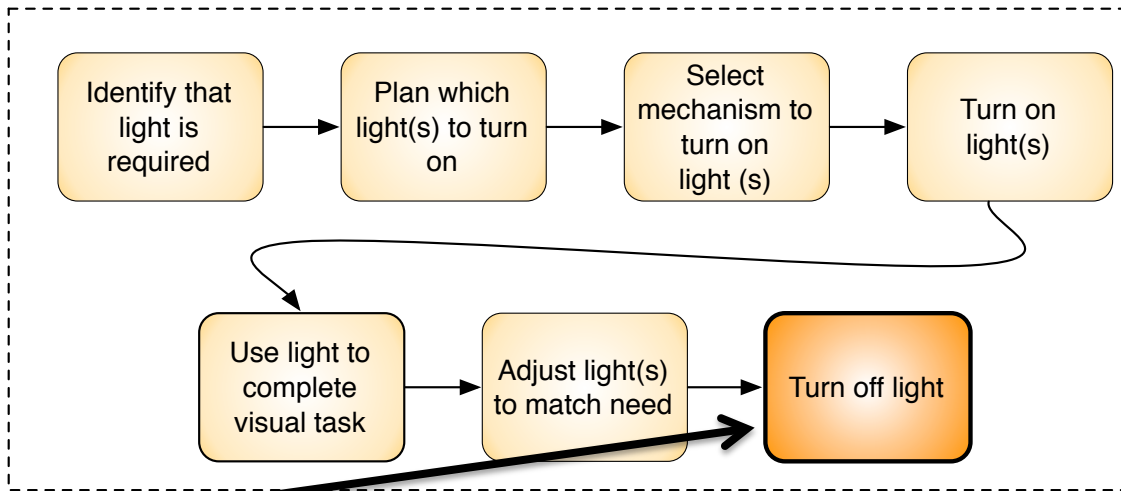 Identify that
light is
required
Plan which
light(s) to turn
on
Select
mechanism to
turn on
light (s)
Turn on
light(s)
Use light to
complete
visual task
Adjust light(s)
to match need
Turn off light